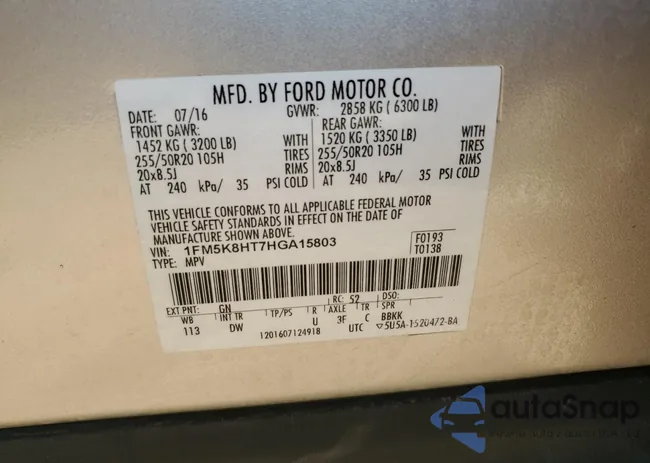 MFD. BY FORD MOTOR CO.
DATE: 07/16 GVWR: 2858 KG ( 6300 LB)
FRONT GAWR: REAR GAWR:
1452 KG ( 3200 LB) WITH 1520 KG ( 3350 LB) WITH
255/50R20 105H TIRES 255/50R20 105H TIRES
20x8.5J RIMS 20x8.5J RIMS
AT 240 kPa/ 35 PSI COLD AT 240 kPa/ 35 PSI COLD
THIS VEHICLE CONFORMS TO ALL APPLICABLE FEDERAL MOTOR
VEHICLE SAFETY STANDARDS IN EFFECT ON THE DATE OF
MANUFACTURE SHOWN ABOVE.
VIN: 1FM5K8HT7HGA15803 F0193
TYPE: MPV T0138
EXT PNT: GN RC: 52 DSO:
WB INT TR TP/PS R AXLE TR SPR
113 DW U 3F C BBKK
1201607124918 UTC ▽5U5A-1520472-BA
autoSnap